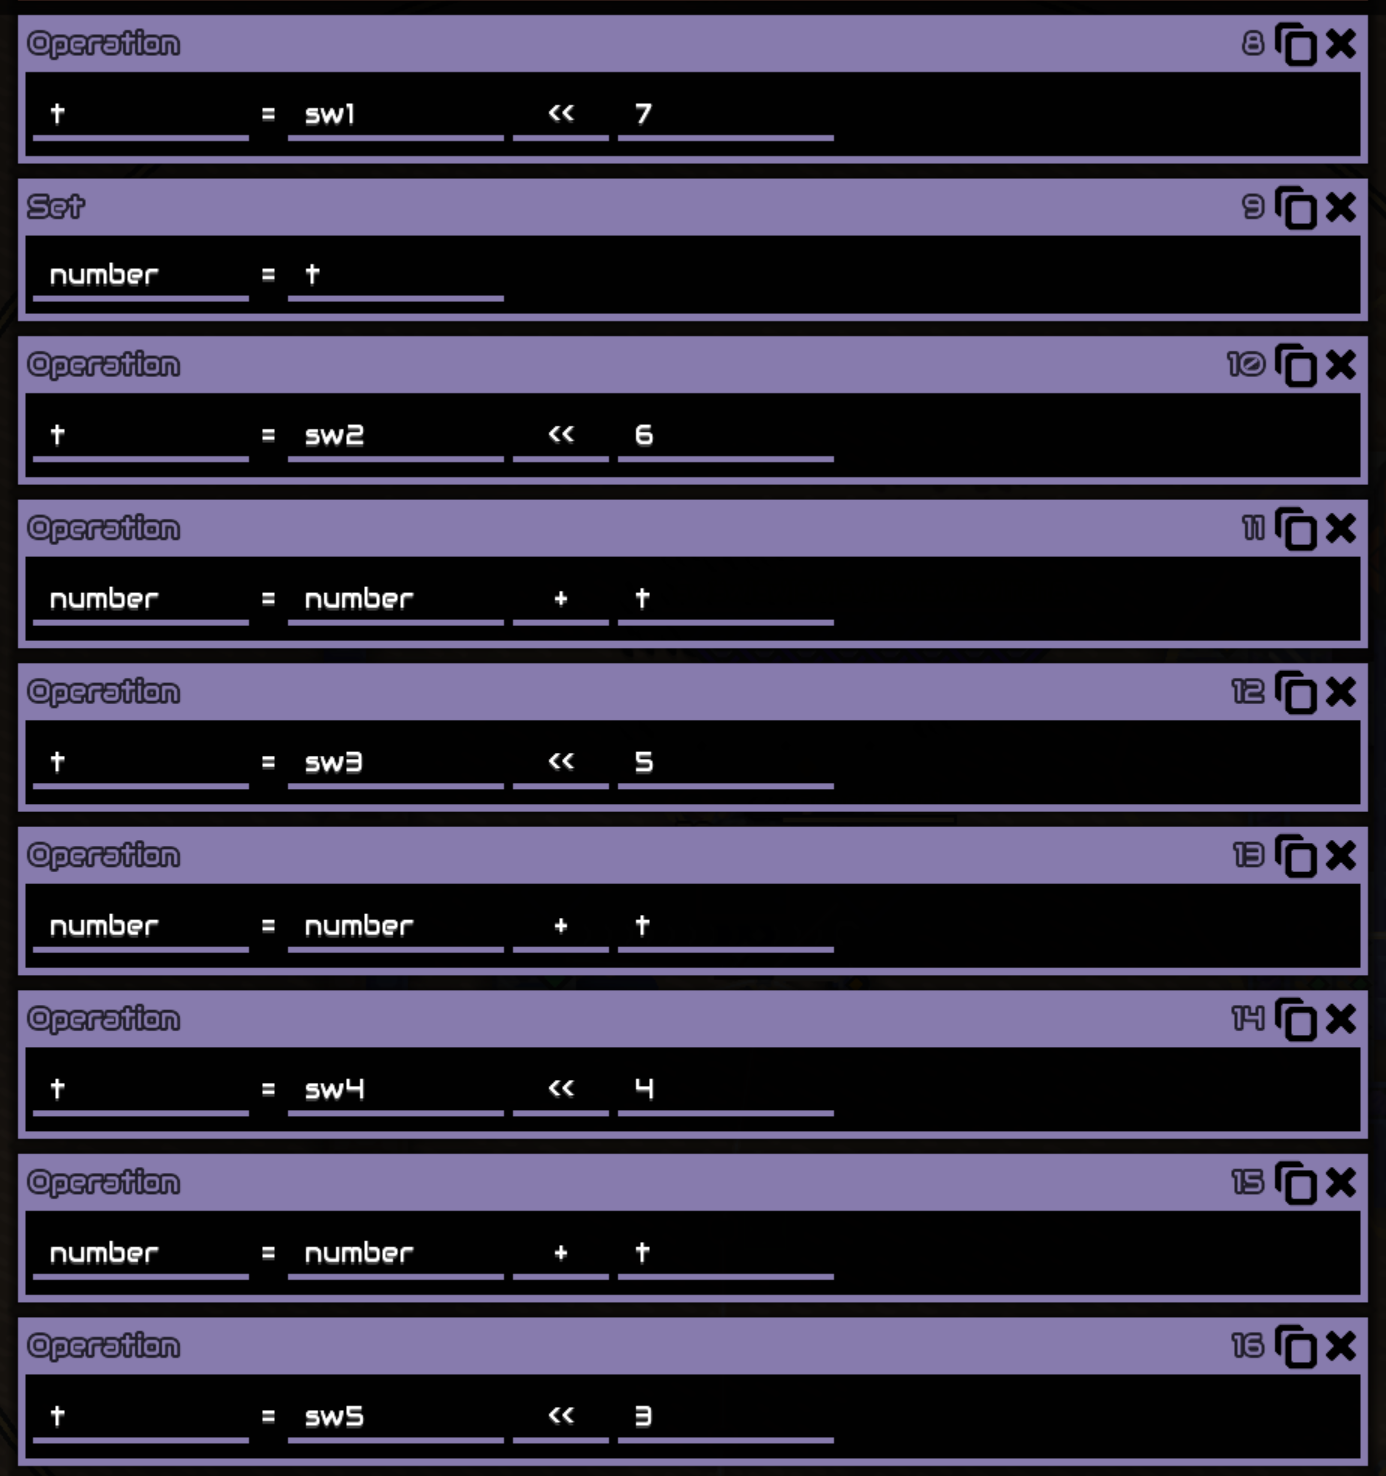 Operation 8
t = sw1 << 7
Set 9
number = t
Operation 10
t = sw2 << 6
Operation 11
number = number + t
Operation 12
t = sw3 << 5
Operation 13
number = number + t
Operation 14
t = sw4 << 4
Operation 15
number = number + t
Operation 16
t = sw5 << 3